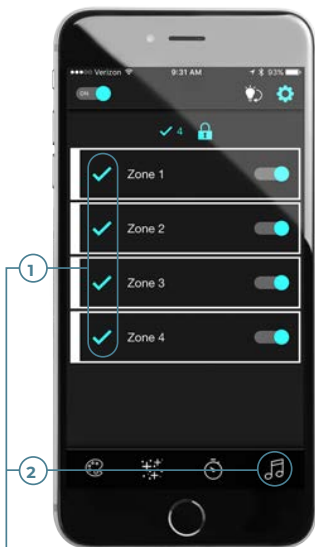 Verizon 9:31 AM 93%
ON
4
Zone 1
Zone 2
1
Zone 3
Zone 4
2